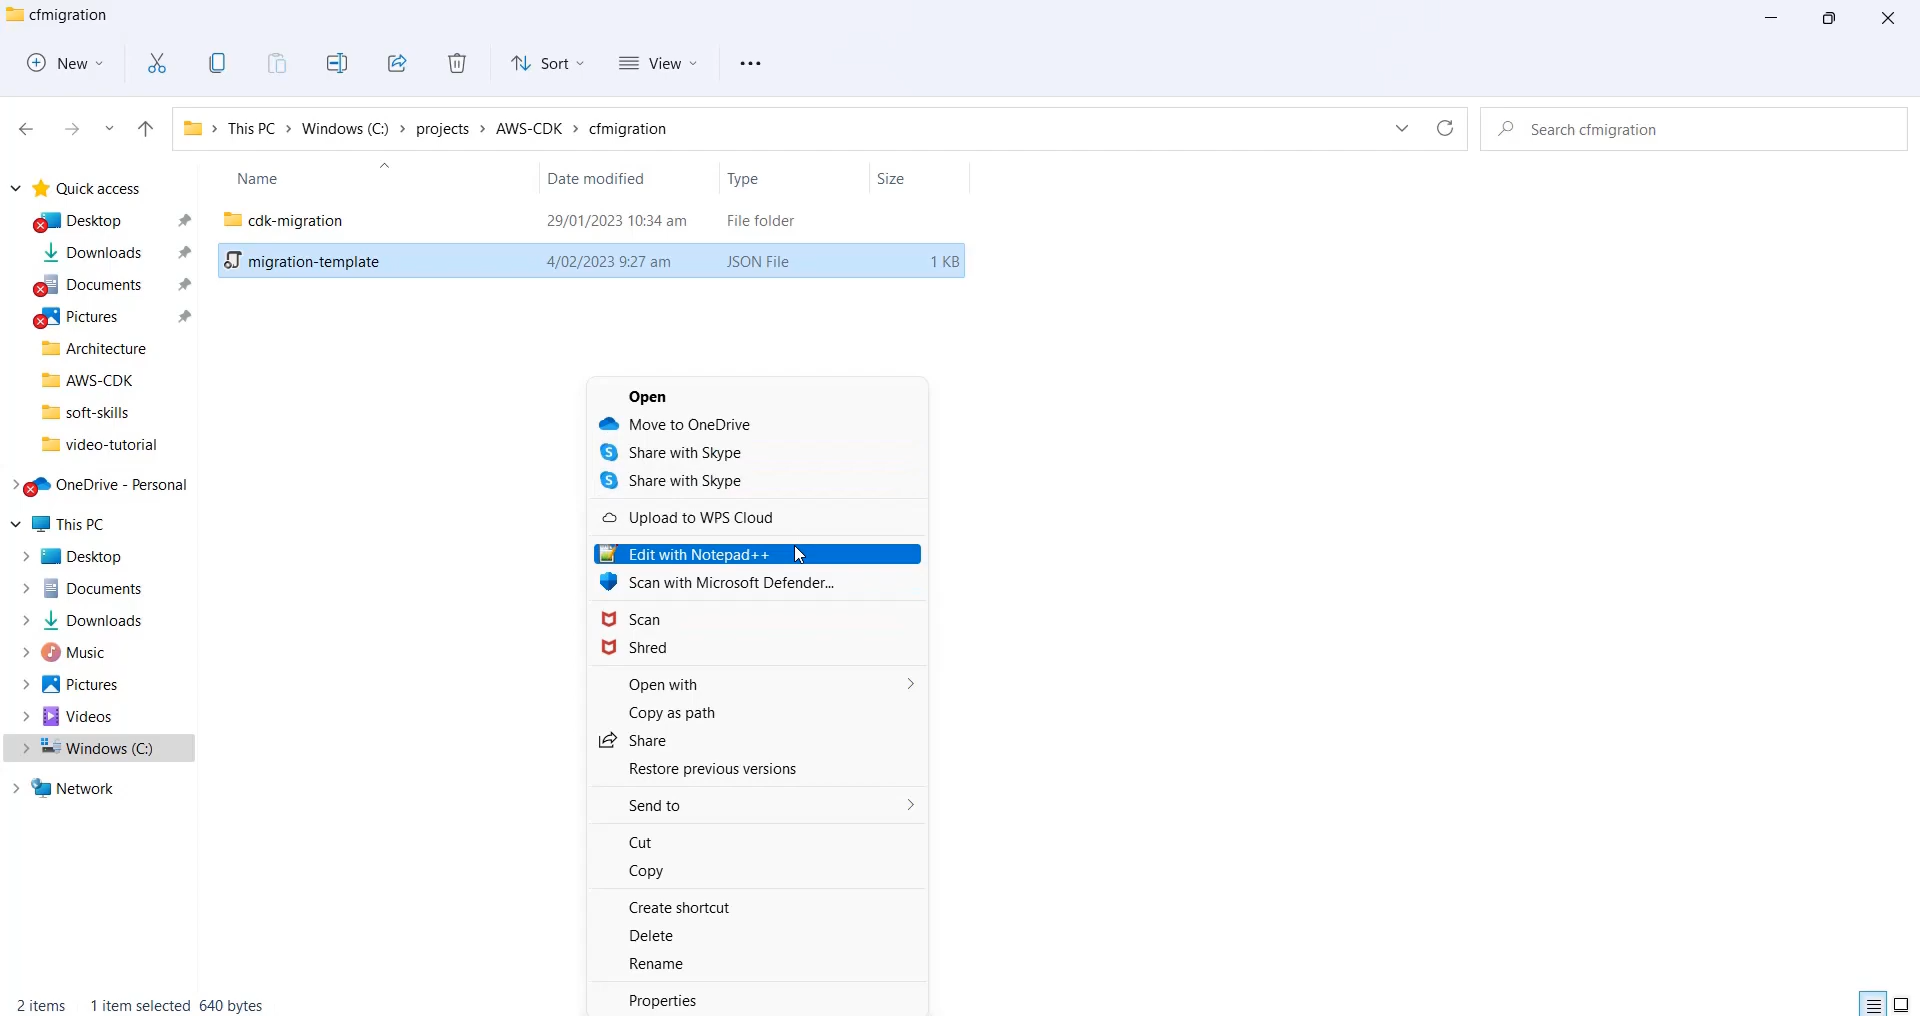 cfmigration
New
Sort
View
This PC > Windows (C:) > projects > AWS-CDK > cfmigration
Search cfmigration
Name Date modified Type Size
cdk-migration 29/01/2023 10:34 am File folder
migration-template 4/02/2023 9:27 am JSON File 1 KB
Quick access
Desktop
Downloads
Documents
Pictures
Architecture
AWS-CDK
soft-skills
video-tutorial
OneDrive - Personal
This PC
Desktop
Documents
Downloads
Music
Pictures
Videos
Windows (C:)
Network
Open
Move to OneDrive
Share with Skype
Share with Skype
Upload to WPS Cloud
Edit with Notepad++
Scan with Microsoft Defender...
Scan
Shred
Open with
Copy as path
Share
Restore previous versions
Send to
Cut
Copy
Create shortcut
Delete
Rename
Properties
2 items 1 item selected 640 bytes